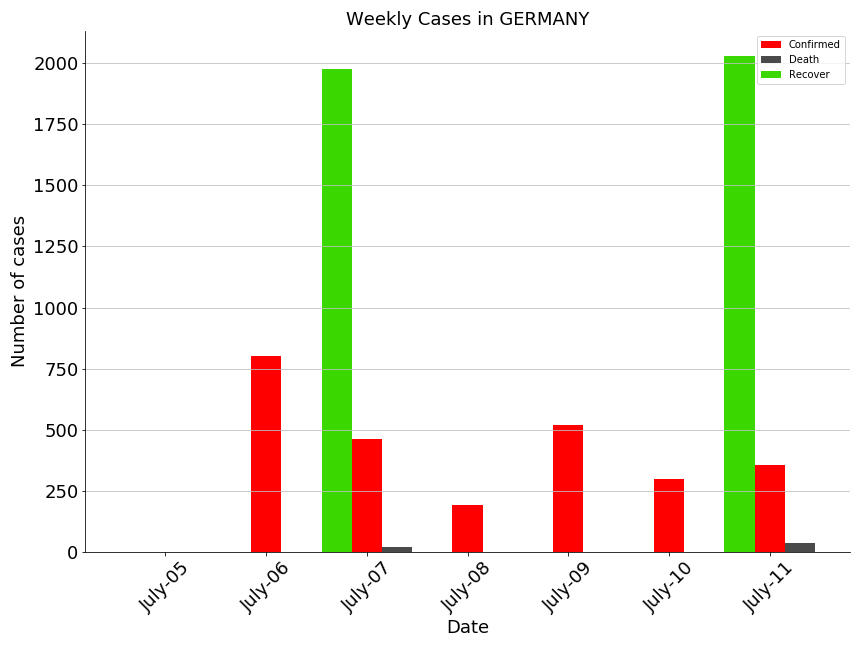 Weekly Cases in GERMANY
Confirmed
Death
Recover
Number of cases
2000
1750
1500
1250
1000
750
500
250
0
July-05
July-06
July-07
July-08
July-09
July-10
July-11
Date